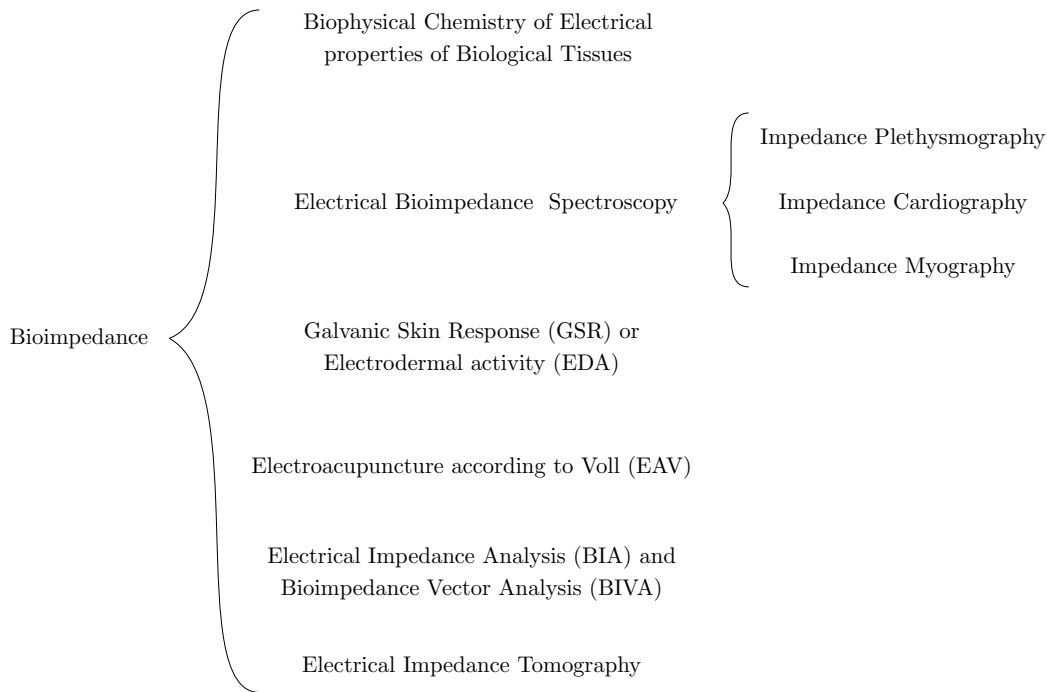 Bioimpedance
Biophysical Chemistry of Electrical
properties of Biological Tissues
Electrical Bioimpedance Spectroscopy
Impedance Plethysmography
Impedance Cardiography
Impedance Myography
Galvanic Skin Response (GSR) or
Electrodermal activity (EDA)
Electroacupuncture according to Voll (EAV)
Electrical Impedance Analysis (BIA) and
Bioimpedance Vector Analysis (BIVA)
Electrical Impedance Tomography